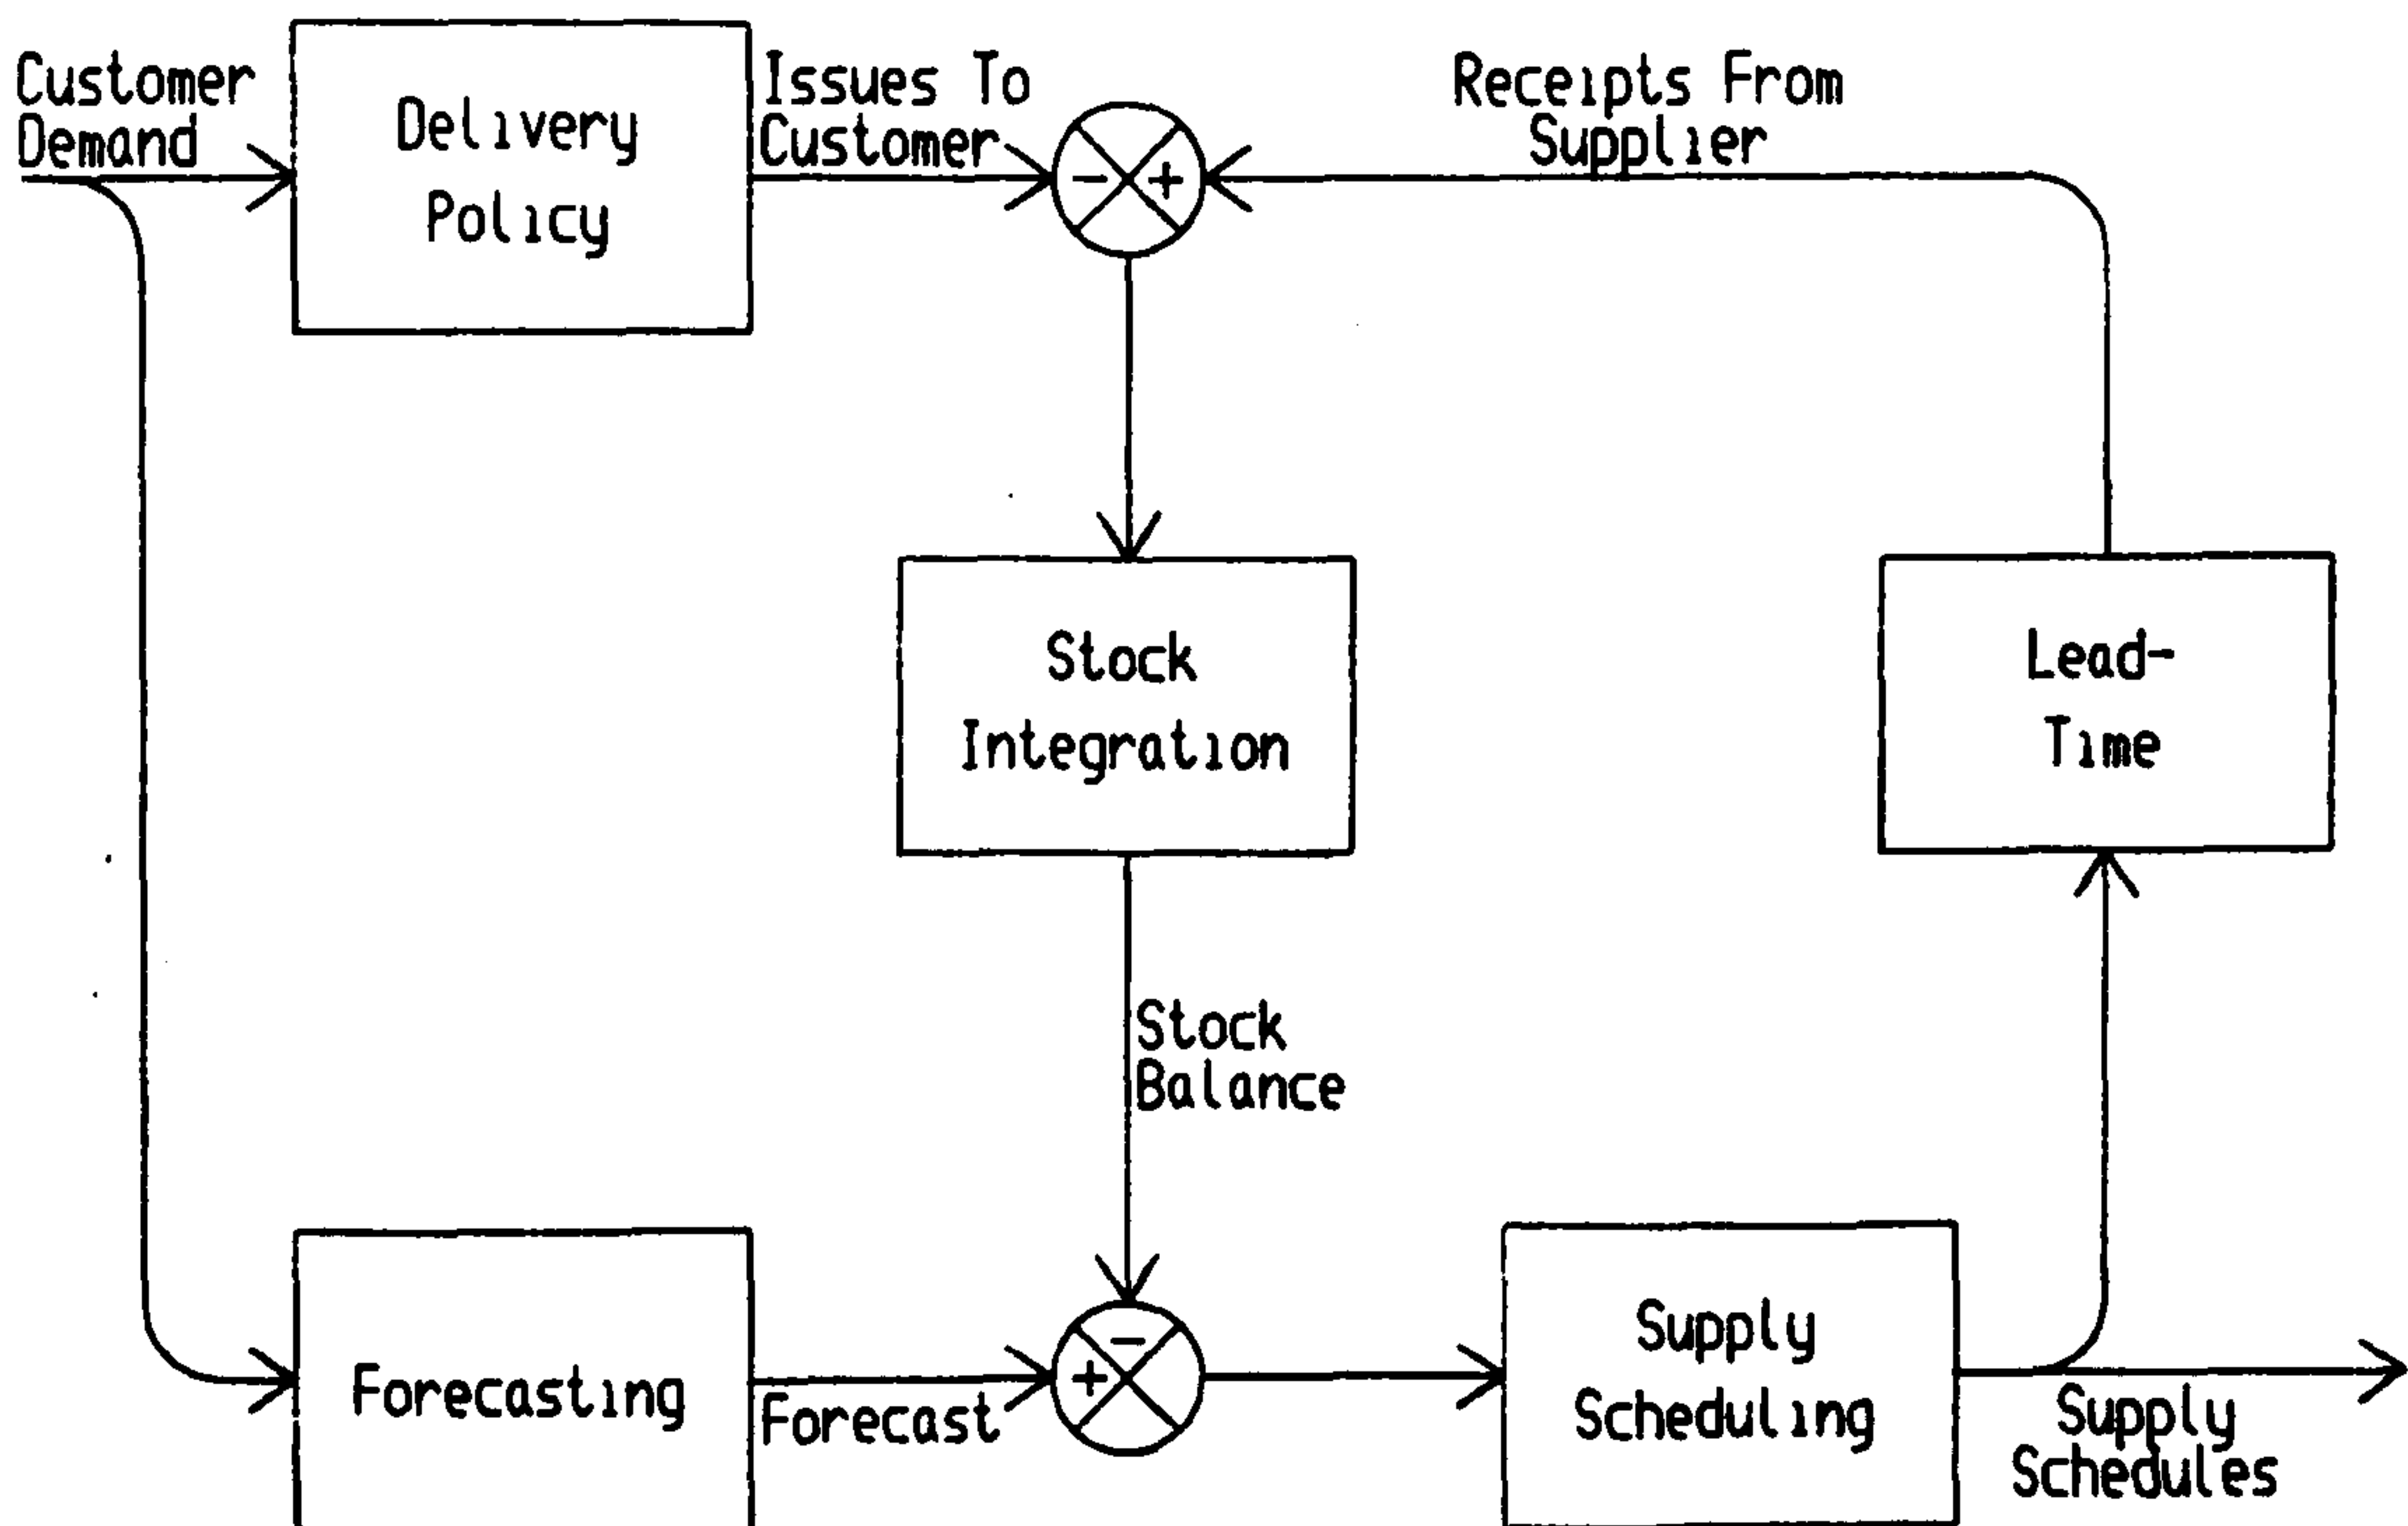 Customer
Demand
Delivery
Policy
Issues To
Customer
- +
Receipts From
Supplier
Stock
Integration
Lead-
Time
Stock
Balance
Forecasting
Forecast
-
+
Supply
Scheduling
Supply
Schedules